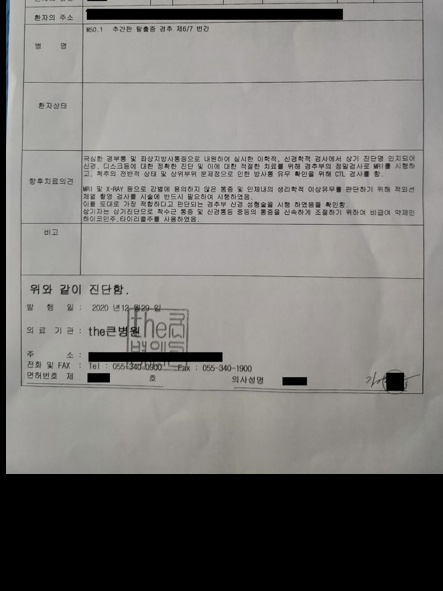 환자의 주소
병 명
M50.1 추간판 탈출증 경추 제6/7 번간
환자상태
향후치료의견
극심한 경부통 및 좌상지방사통증으로 내원하여 실시한 이학적, 신경학적 검사에서 상기 진단명 인지되어
신경, 디스크등에 대한 정확한 진단 및 이에 대한 적절한 치료를 위해 경추부의 정밀검사로 MRI를 시행하
고, 척추의 전반적 상태 및 상위부위 문제점으로 인한 방사통 유무 확인을 위해 CTL 검사를 함.
MRI 및 X-RAY 등으로 감별에 용의하지 않은 통증 및 인체내의 생리학적 이상유무를 판단하기 위해 적외선
체열 촬영 검사를 시술에 반드시 필요하여 시행하였음.
이를 토대로 가장 적합하다고 판단되는 경추부 신경 성형술을 시행 하였음을 확인함.
상기자는 상기진단으로 척수군 통증 및 신경통등 중등의 통증을 신속하게 조절하기 위하여 비급여 약제인
하이코민주,타이리콜주를 사용하였음.
비고
위와 같이 진단함.
발 행 일 : 2020 년12 월29 일
의료 기관 : the큰병원
the큰
병원
주 소 :
전화 및 FAX : Tel : 055-340-0900 Fax : 055-340-1900
면허번호 제 호 의사성명